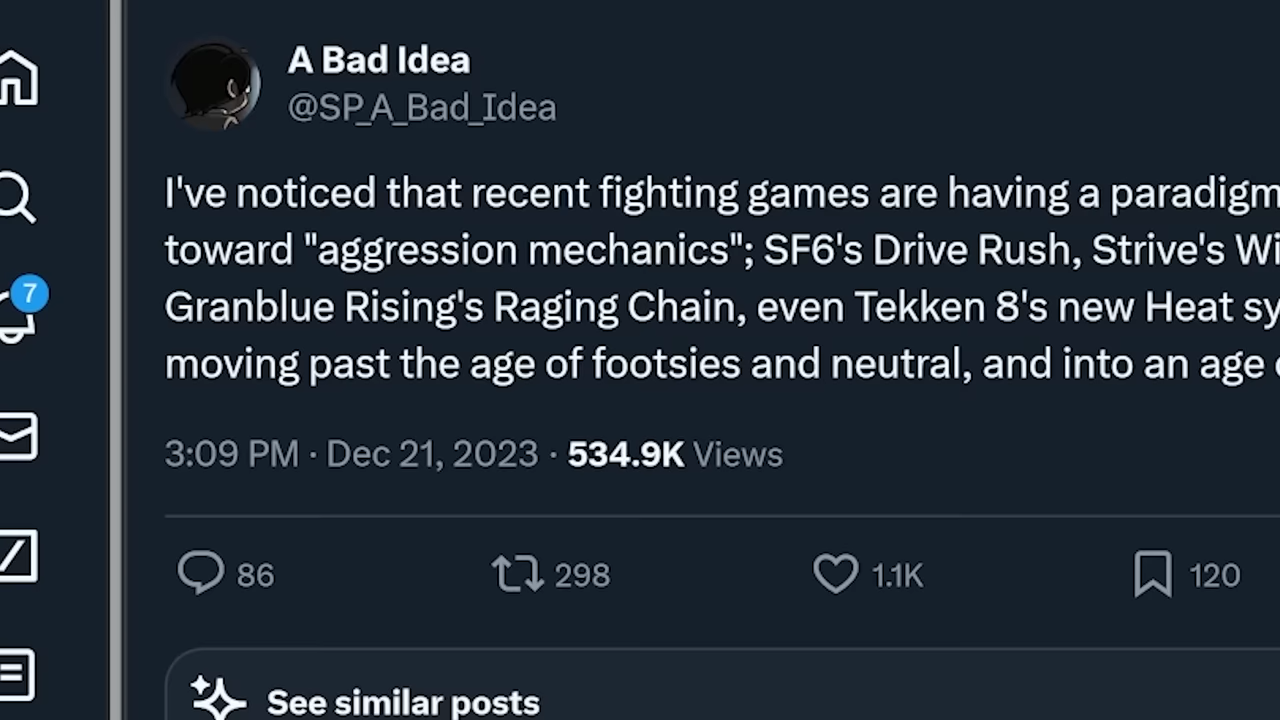 A Bad Idea
@SP_A_Bad_Idea
I've noticed that recent fighting games are having a paradigm
toward "aggression mechanics"; SF6's Drive Rush, Strive's Wi
7
Granblue Rising's Raging Chain, even Tekken 8's new Heat sy
moving past the age of footsies and neutral, and into an age
3:09 PM · Dec 21, 2023 · 534.9K Views
86 298 1.1K 120
See similar posts